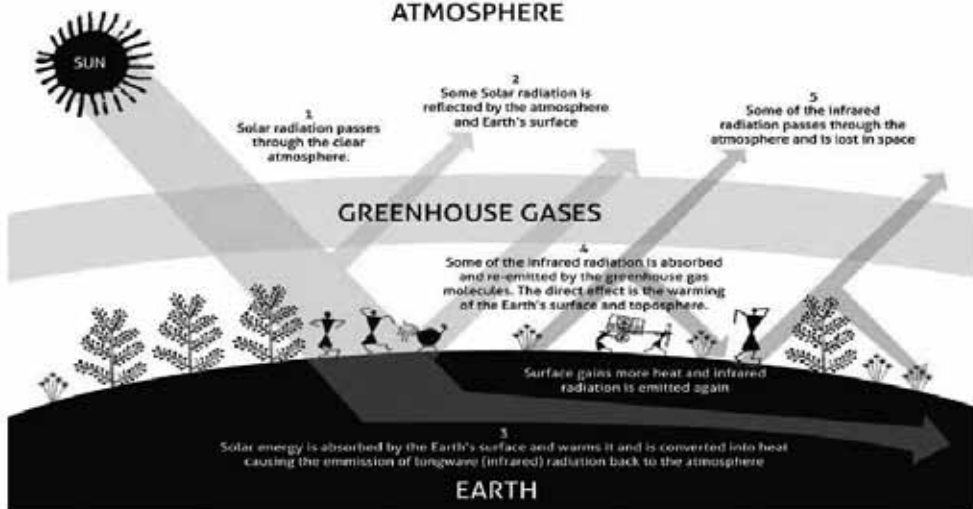 ATMOSPHERE
SUN
1
Solar radiation passes
through the clear
atmosphere.
2
Some Solar radiation is
reflected by the atmosphere
and Earth's surface
5
Some of the infrared
radiation passes through the
atmosphere and is lost in space
GREENHOUSE GASES
4
Some of the infrared radiation is absorbed
and re-emitted by the greenhouse gas
molecules. The direct effect is the warming
of the Earth's surface and toposphere.
Surface gains more heat and infrared
radiation is emitted again
3
Solar energy is absorbed by the Earth's surface and warms it and is converted into heat
causing the emmission of longwave (infrared) radiation back to the atmosphere
EARTH